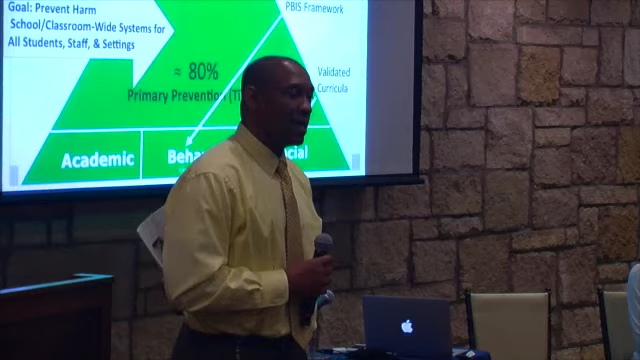 Goal: Prevent Harm
School/Classroom-Wide Systems for
All Students, Staff, & Settings
PBIS Framework
≈ 80%
Validated
Curricula
Primary Prevention
Academic